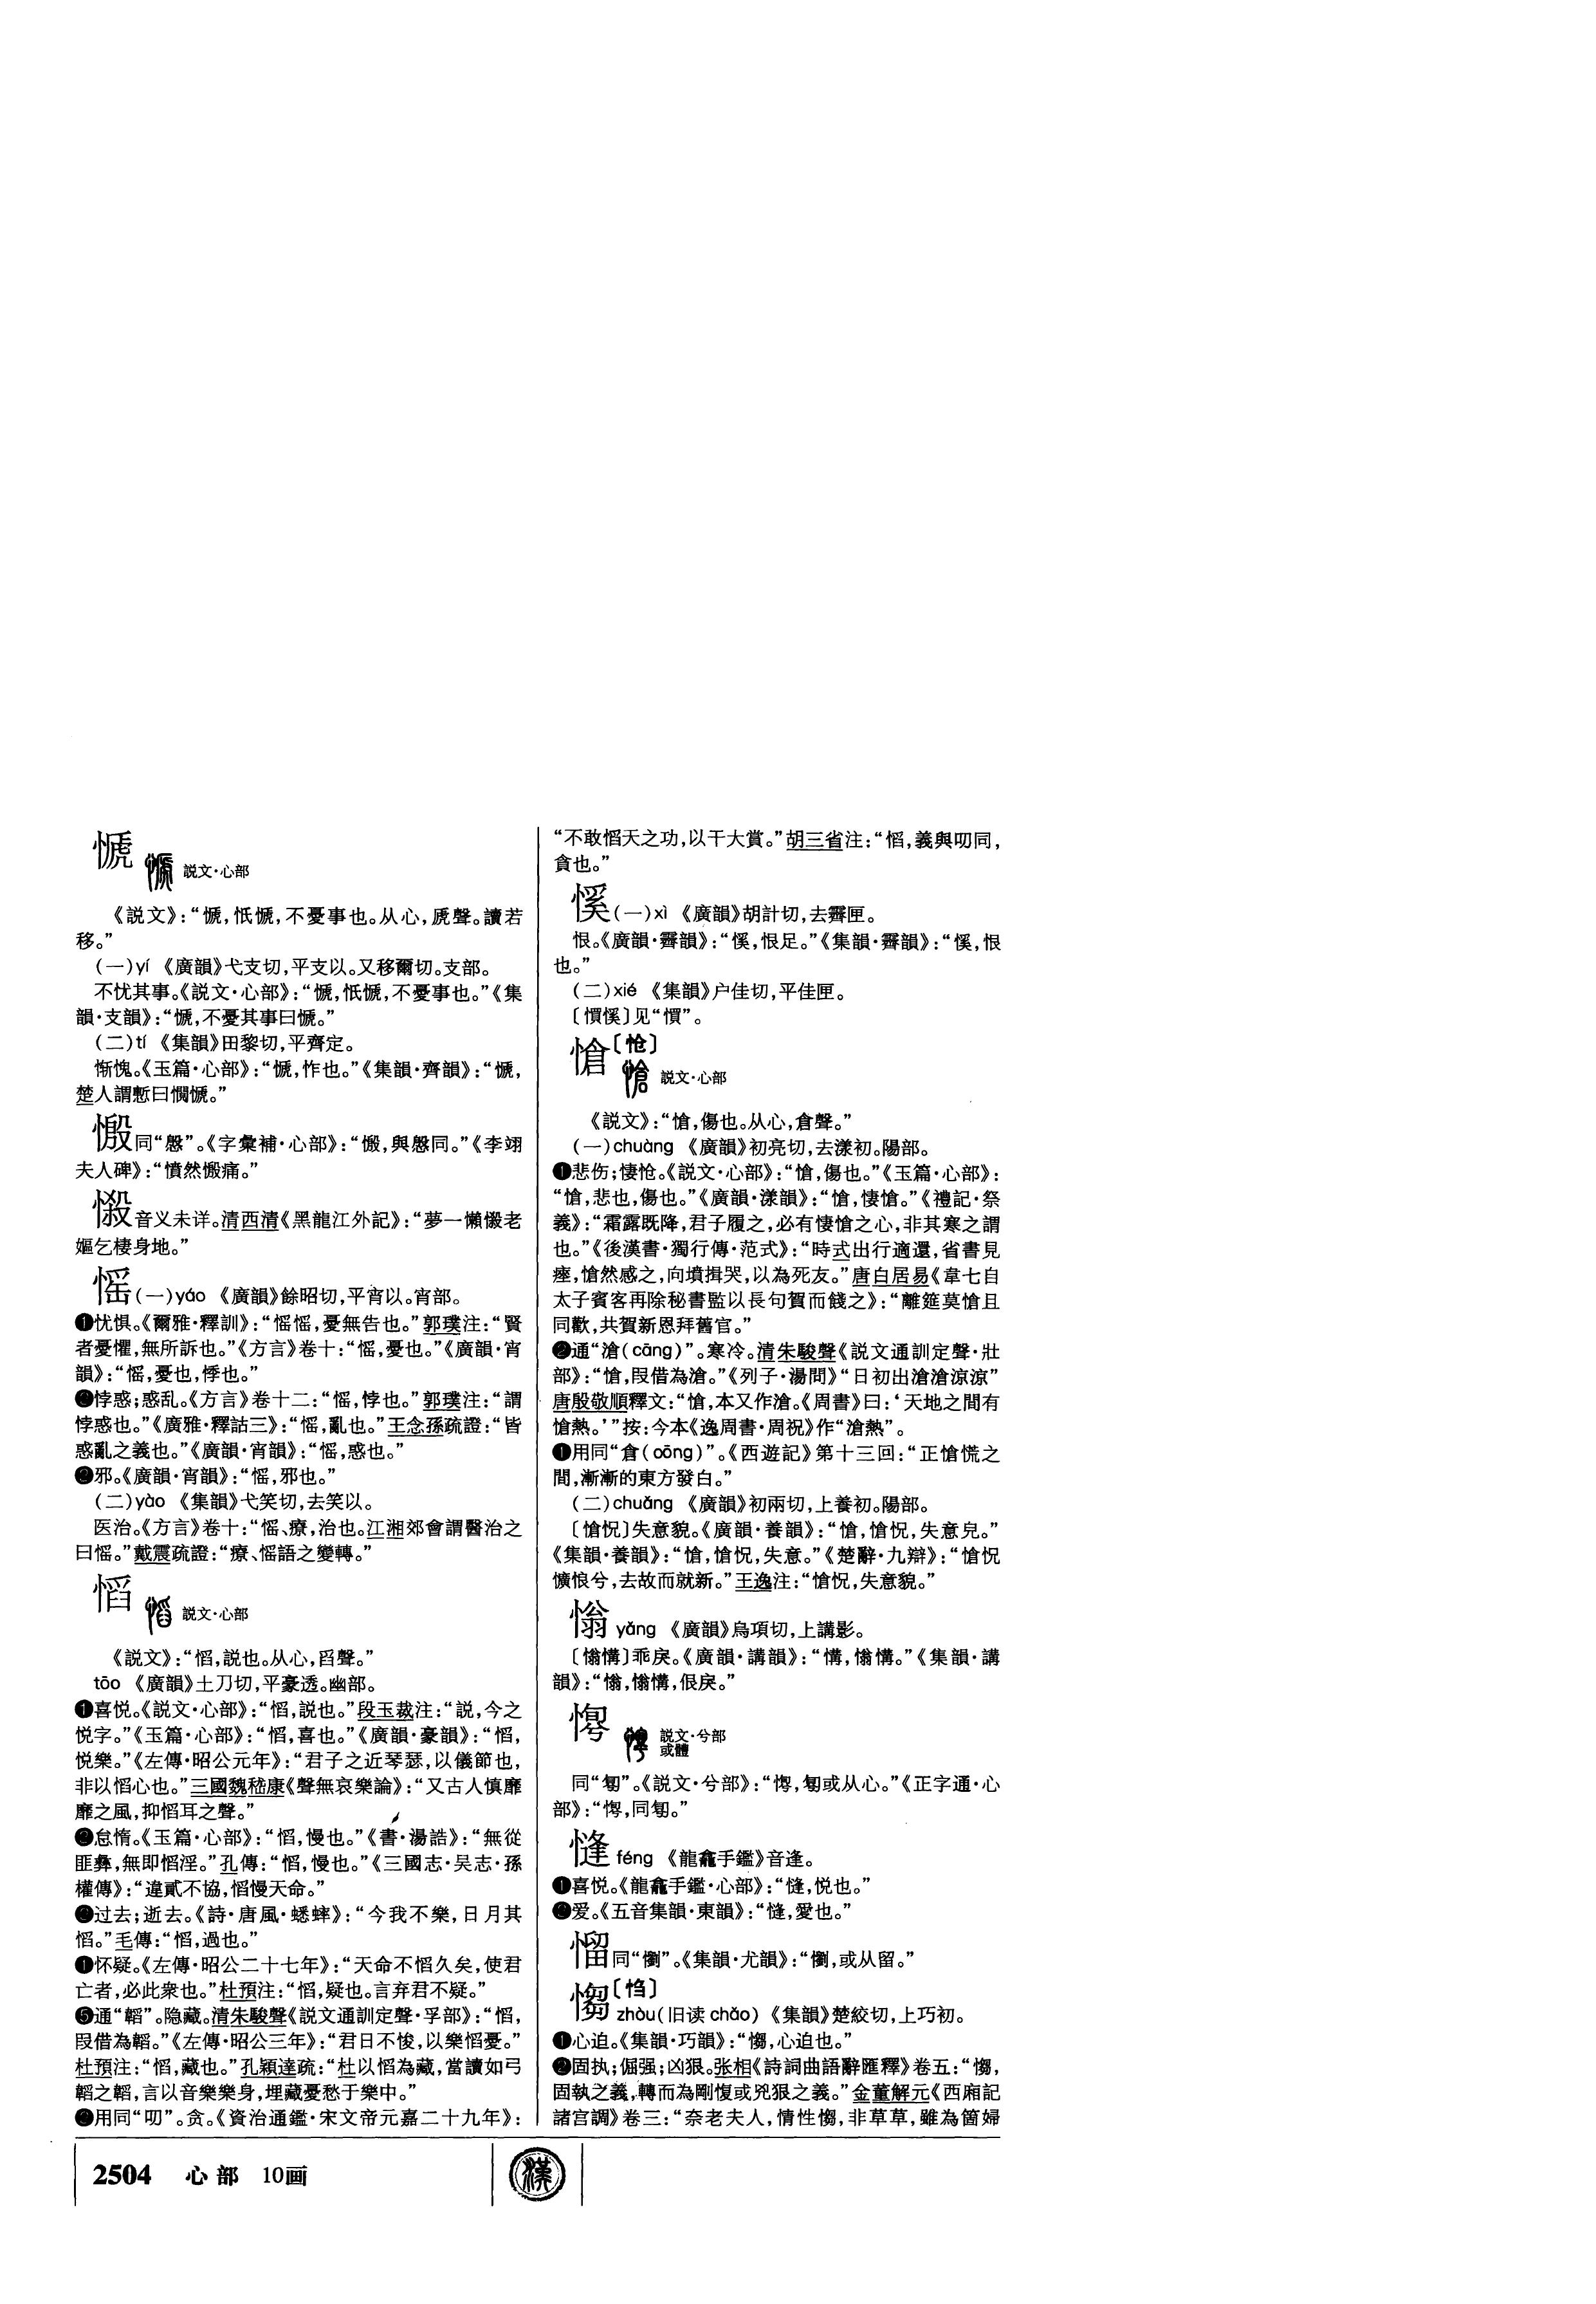 㦒 説文·心部
《説文》：“㦒，忯㦒，不憂事也。从心，虒聲。讀若
移。”
（一）yí 《廣韻》弋支切，平支以。又移爾切。支部。
不忧其事。《説文·心部》：“㦒，忯㦒，不憂事也。”《集
韻·支韻》：“㦒，不憂其事曰㦒。”
（二）tí 《集韻》田黎切，平齊定。
惭愧。《玉篇·心部》：“㦒，怍也。”《集韻·齊韻》：“㦒，
楚人謂慙曰㦒。”
同“慇”。《字彙補·心部》：“，與慇同。”《李翊
夫人碑》：“憤然痛。”
音义未详。清西清《黑龍江外記》：“夢一懒老
嫗乞棲身地。”
愮（一）yáo 《廣韻》餘昭切，平宵以。宵部。
❶忧惧。《爾雅·釋訓》：“愮愮，憂無告也。”郭璞注：“賢
者憂懼，無所訴也。”《方言》卷十：“愮，憂也。”《廣韻·宵
韻》：“愮，憂也，悸也。”
❷悖惑；惑乱。《方言》卷十二：“愮，悖也。”郭璞注：“謂
悖惑也。”《廣雅·釋詁三》：“愮，亂也。”王念孫疏證：“皆
惑亂之義也。”《廣韻·宵韻》：“愮，惑也。”
❷邪。《廣韻·宵韻》：“愮，邪也。”
（二）yào 《集韻》弋笑切，去笑以。
医治。《方言》卷十：“愮、療，治也。江湘郊會謂醫治之
曰愮。”戴震疏證：“療、愮語之變轉。”
慆 説文·心部
《説文》：“慆，説也。从心，舀聲。”
tāo 《廣韻》土刀切，平豪透。幽部。
❶喜悦。《説文·心部》：“慆，説也。”段玉裁注：“説，今之
悦字。”《玉篇·心部》：“慆，喜也。”《廣韻·豪韻》：“慆，
悦樂。”《左傳·昭公元年》：“君子之近琴瑟，以儀節也，
非以慆心也。”三國魏嵇康《聲無哀樂論》：“又古人慎靡
靡之風，抑慆耳之聲。”
❷怠惰。《玉篇·心部》：“慆，慢也。”《書·湯誥》：“無從
匪彝，無即慆淫。”孔傳：“慆，慢也。”《三國志·吴志·孫
權傳》：“違貳不協，慆慢天命。”
❸过去；逝去。《詩·唐風·蟋蟀》：“今我不樂，日月其
慆。”毛傳：“慆，過也。”
❶怀疑。《左傳·昭公二十七年》：“天命不慆久矣，使君
亡者，必此衆也。”杜預注：“慆，疑也。言弃君不疑。”
❺通“韜”。隐藏。清朱駿聲《説文通訓定聲·孚部》：“慆，
叚借為韜。”《左傳·昭公三年》：“君日不悛，以樂慆憂。”
杜預注：“慆，藏也。”孔穎達疏：“杜以慆為藏，當讀如弓
韜之韜，言以音樂樂身，埋藏憂愁于樂中。”
❷用同“叨”。貪。《資治通鑑·宋文帝元嘉二十九年》：
“不敢慆天之功，以干大賞。”胡三省注：“慆，義與叨同，
貪也。”
慀（一）xì 《廣韻》胡計切，去霽匣。
恨。《廣韻·霽韻》：“慀，恨足。”《集韻·霽韻》：“慀，恨
也。”
（二）xié 《集韻》户佳切，平佳匣。
〔慀〕见“”。
愴〔怆〕
説文·心部
《説文》：“愴，傷也。从心，倉聲。”
（一）chuàng 《廣韻》初亮切，去漾初。陽部。
❶悲伤；悽怆。《説文·心部》：“愴，傷也。”《玉篇·心部》：
“愴，悲也，傷也。”《廣韻·漾韻》：“愴，悽愴。”《禮記·祭
義》：“霜露既降，君子履之，必有悽愴之心，非其寒之謂
也。”《後漢書·獨行傳·范式》：“時式出行適還，省書見
瘞，愴然感之，向墳揖哭，以為死友。”唐白居易《韋七自
太子賓客再除秘書監以長句賀而餞之》：“離筵莫愴且
同歡，共賀新恩拜舊官。”
❷通“滄（cāng）”。寒冷。清朱駿聲《説文通訓定聲·壯
部》：“愴，叚借為滄。”《列子·湯問》“日初出滄滄涼涼”
唐殷敬順釋文：“愴，本又作滄。《周書》曰：‘天地之間有
愴熱。’”按：今本《逸周書·周祝》作“滄熱”。
❶用同“倉（cāng）”。《西遊記》第十三回：“正愴慌之
間，漸漸的東方發白。”
（二）chuǎng 《廣韻》初兩切，上養初。陽部。
〔愴怳〕失意貌。《廣韻·養韻》：“愴，愴怳，失意皃。”
《集韻·養韻》：“愴，愴怳，失意。”《楚辭·九辯》：“愴怳
懭悢兮，去故而就新。”王逸注：“愴怳，失意貌。”
㦹 yǎng 《廣韻》烏項切，上講影。
〔慃㤶〕乖戾。《廣韻·講韻》：“，慃。”《集韻·講
韻》：“慃，慃，佷戾。”
説文·兮部
或體
同“㔃”。《説文·兮部》：“，或从心。”《正字通·心
部》：“，同。”
㦀 féng 《龍龕手鑑》音逢。
❶喜悦。《龍龕手鑑·心部》：“，悦也。”
❷爱。《五音集韻·東韻》：“，愛也。”
慉同“懰”。《集韻·尤韻》：“懰，或从留。”
㥮〔㤘〕
zhòu（旧读 chǎo） 《集韻》楚絞切，上巧初。
❶心迫。《集韻·巧韻》：“㥮，心迫也。”
❷固执；倔强；凶狠。张相《詩詞曲語辭匯釋》卷五：“㥮，
固執之義，轉而為剛愎或兇狠之義。”金董解元《西厢記
諸宫調》卷三：“奈老夫人，情性㥮，非草草，雖為箇婦
2504 心部 10画
漢